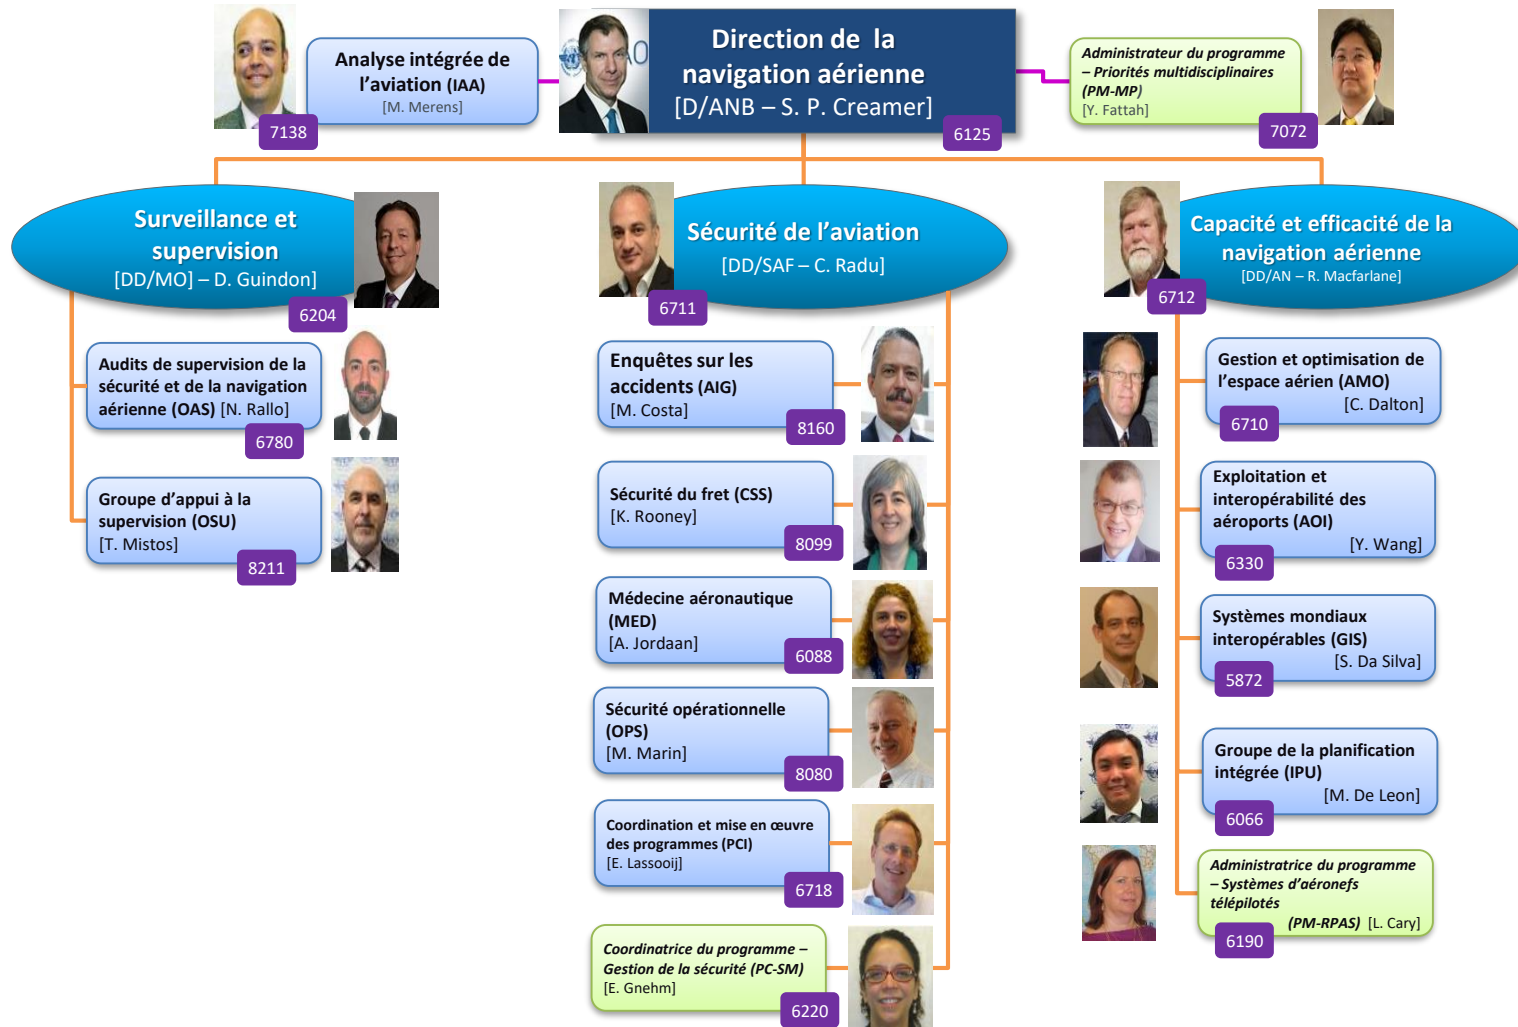 Analyse intégrée de
l'aviation (IAA)
[M. Merens]
7138
Direction de la
navigation aérienne
[D/ANB – S. P. Creamer]
6125
Administrateur du programme
– Priorités multidisciplinaires
(PM-MP)
[Y. Fattah]
7072
Surveillance et
supervision
[DD/MO] – D. Guindon]
6204
Audits de supervision de la
sécurité et de la navigation
aérienne (OAS) [N. Rallo]
6780
Groupe d'appui à la
supervision (OSU)
[T. Mistos]
8211
Sécurité de l'aviation
[DD/SAF – C. Radu]
6711
Enquêtes sur les
accidents (AIG)
[M. Costa]
8160
Sécurité du fret (CSS)
[K. Rooney]
8099
Médecine aéronautique
(MED)
[A. Jordaan]
6088
Sécurité opérationnelle
(OPS)
[M. Marin]
8080
Coordination et mise en œuvre
des programmes (PCI)
[E. Lassooij]
6718
Coordinatrice du programme –
Gestion de la sécurité (PC-SM)
[E. Gnehm]
6220
Capacité et efficacité de la
navigation aérienne
[DD/AN – R. Macfarlane]
6712
Gestion et optimisation de
l'espace aérien (AMO)
[C. Dalton]
6710
Exploitation et
interopérabilité des
aéroports (AOI)
[Y. Wang]
6330
Systèmes mondiaux
interopérables (GIS)
[S. Da Silva]
5872
Groupe de la planification
intégrée (IPU)
[M. De Leon]
6066
Administratrice du programme
– Systèmes d'aéronefs
télépilotés
(PM-RPAS) [L. Cary]
6190